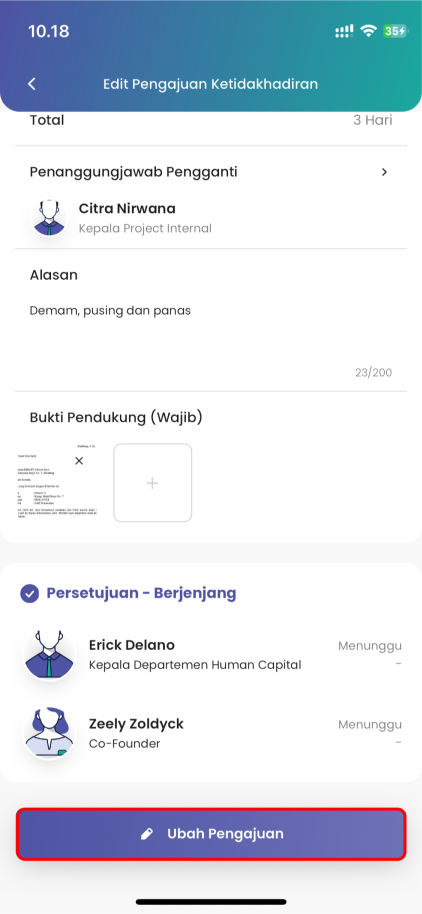 10.18
35
Edit Pengajuan Ketidakhadiran
Total
3 Hari
Penanggungjawab Pengganti
Citra Nirwana
Kepala Project Internal
Alasan
Demam, pusing dan panas
23/200
Bukti Pendukung (Wajib)
Persetujuan - Berjenjang
Erick Delano
Menunggu
Kepala Departemen Human Capital
-
Zeely Zoldyck
Menunggu
Co-Founder
-
Ubah Pengajuan